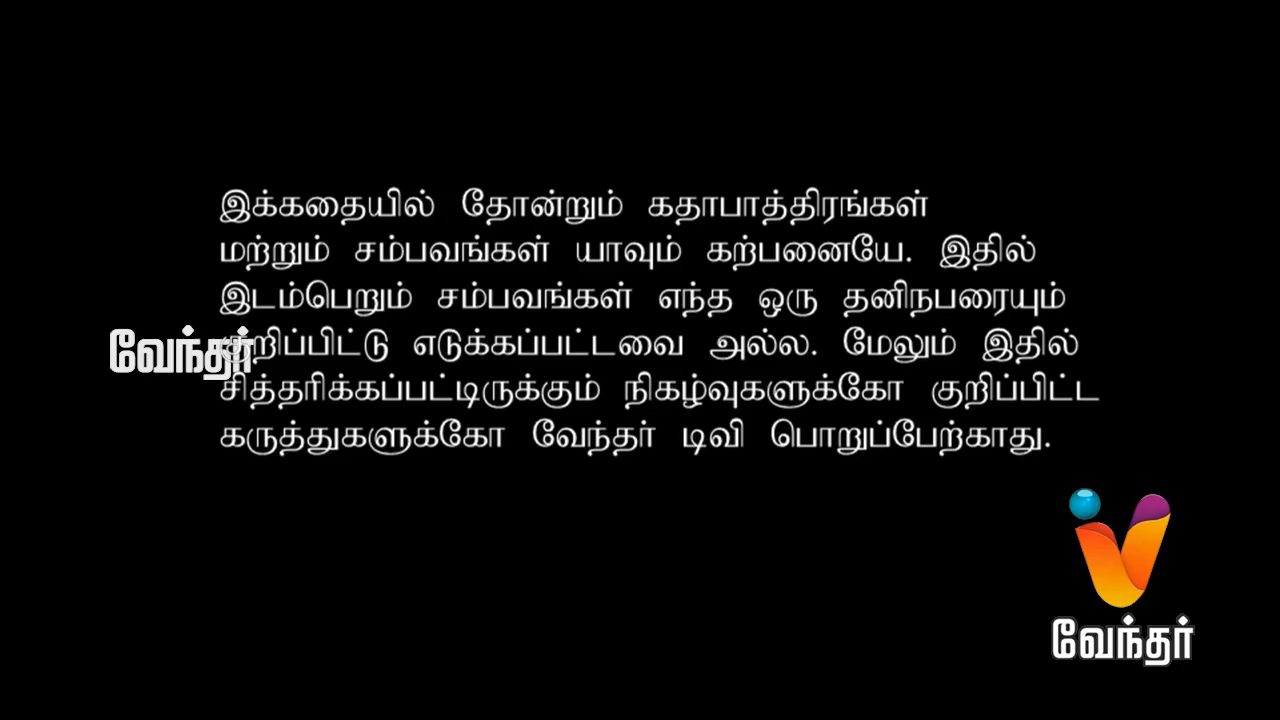 இக்கதையில் தோன்றும் கதாபாத்திரங்கள்
மற்றும் சம்பவங்கள் யாவும் கற்பனையே. இதில்
இடம்பெறும் சம்பவங்கள் எந்த ஒரு தனிநபரையும்
வேந்தர்
குறிப்பிட்டு எடுக்கப்பட்டவை அல்ல. மேலும் இதில்
சித்தரிக்கப்பட்டிருக்கும் நிகழ்வுகளுக்கோ குறிப்பிட்ட
கருத்துகளுக்கோ வேந்தர் டிவி பொறுப்பேற்காது.
வேந்தர்